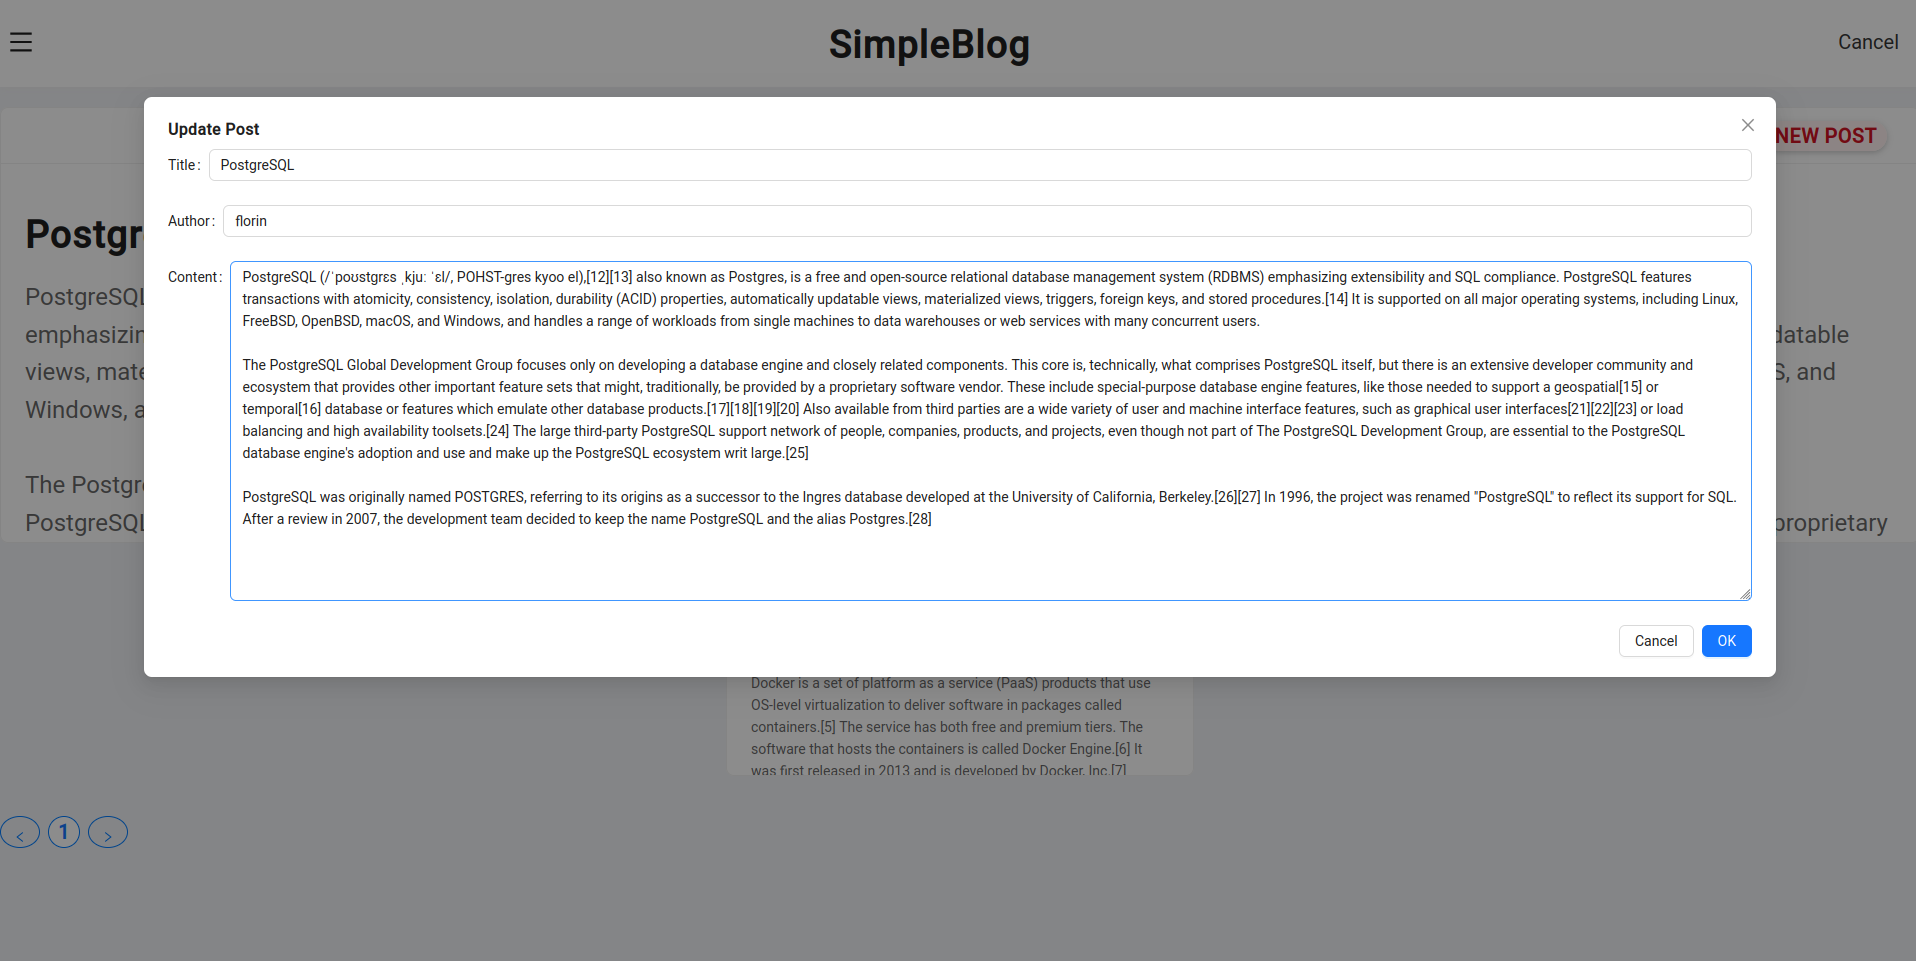 SimpleBlog
Cancel
Update Post
NEW POST
Title:
PostgreSQL
Author:
florin
Content:
PostgreSQL (/ˈpoʊstɡrɛs ˌkjuː ˈɛl/, POHST-gres kyoo el),[12][13] also known as Postgres, is a free and open-source relational database management system (RDBMS) emphasizing extensibility and SQL compliance. PostgreSQL features
transactions with atomicity, consistency, isolation, durability (ACID) properties, automatically updatable views, materialized views, triggers, foreign keys, and stored procedures.[14] It is supported on all major operating systems, including Linux,
FreeBSD, OpenBSD, macOS, and Windows, and handles a range of workloads from single machines to data warehouses or web services with many concurrent users.
The PostgreSQL Global Development Group focuses only on developing a database engine and closely related components. This core is, technically, what comprises PostgreSQL itself, but there is an extensive developer community and
ecosystem that provides other important feature sets that might, traditionally, be provided by a proprietary software vendor. These include special-purpose database engine features, like those needed to support a geospatial[15] or
temporal[16] database or features which emulate other database products.[17][18][19][20] Also available from third parties are a wide variety of user and machine interface features, such as graphical user interfaces[21][22][23] or load
balancing and high availability toolsets.[24] The large third-party PostgreSQL support network of people, companies, products, and projects, even though not part of The PostgreSQL Development Group, are essential to the PostgreSQL
database engine's adoption and use and make up the PostgreSQL ecosystem writ large.[25]
PostgreSQL was originally named POSTGRES, referring to its origins as a successor to the Ingres database developed at the University of California, Berkeley.[26][27] In 1996, the project was renamed "PostgreSQL" to reflect its support for SQL.
After a review in 2007, the development team decided to keep the name PostgreSQL and the alias Postgres.[28]
Cancel
OK
Postgr
PostgreSQL
emphasizin
datable
views, mate
S, and
Windows, a
The Postgr
PostgreSQL
proprietary
Docker is a set of platform as a service (PaaS) products that use
OS-level virtualization to deliver software in packages called
containers.[5] The service has both free and premium tiers. The
software that hosts the containers is called Docker Engine.[6] It
was first released in 2013 and is developed by Docker, Inc.[7]
< 1 >